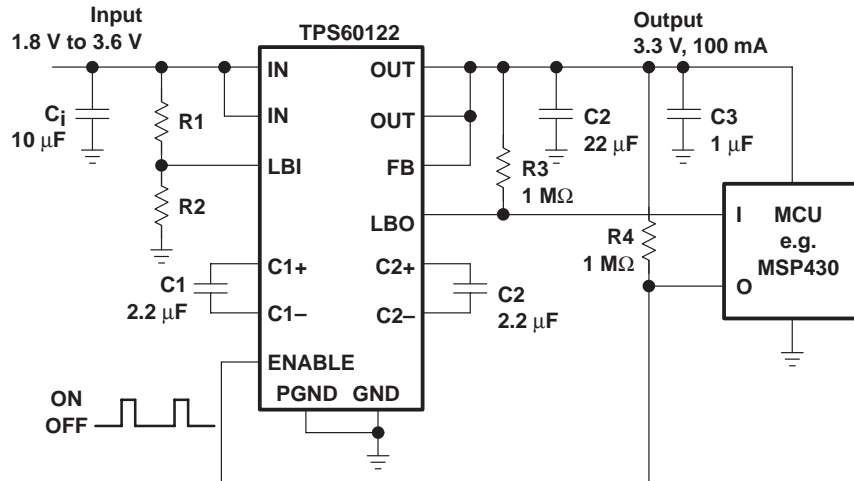 Input
1.8 V to 3.6 V
TPS60122
Output
3.3 V, 100 mA
IN
OUT
Ci
10 μF
R1
IN
OUT
C2
22 μF
C3
1 μF
LBI
FB
R3
1 MΩ
R2
LBO
I
MCU
e.g.
MSP430
R4
1 MΩ
O
C1
2.2 μF
C1+
C1–
C2+
C2–
C2
2.2 μF
ENABLE
PGND
GND
ON
OFF